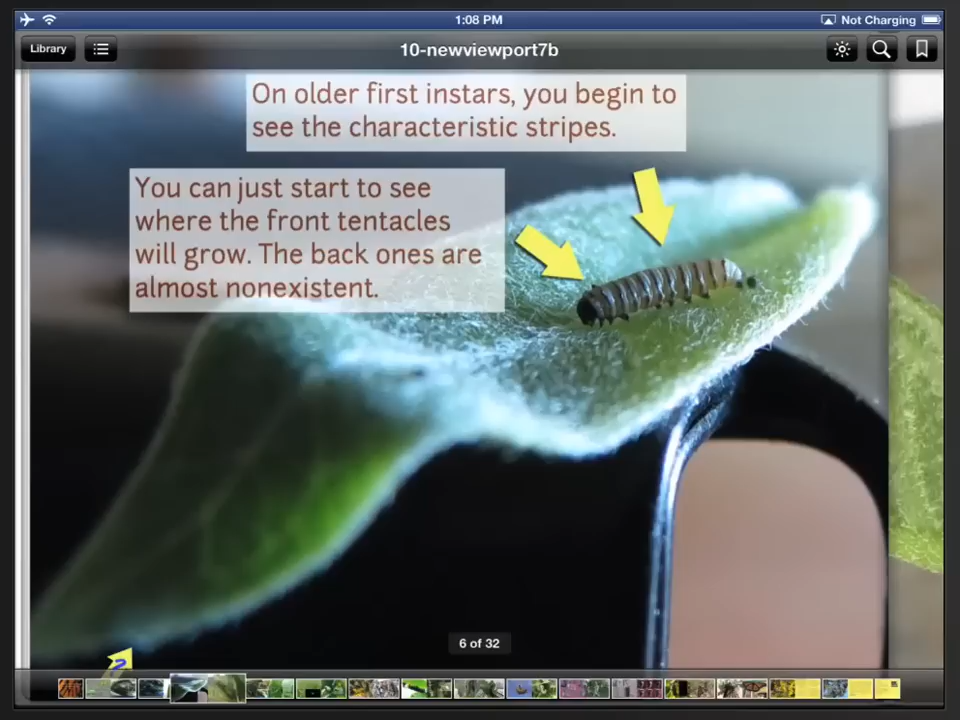 1:08 PM
Not Charging
Library
10-newviewport7b
On older first instars, you begin to
see the characteristic stripes.
You can just start to see
where the front tentacles
will grow. The back ones are
almost nonexistent.
6 of 32
2